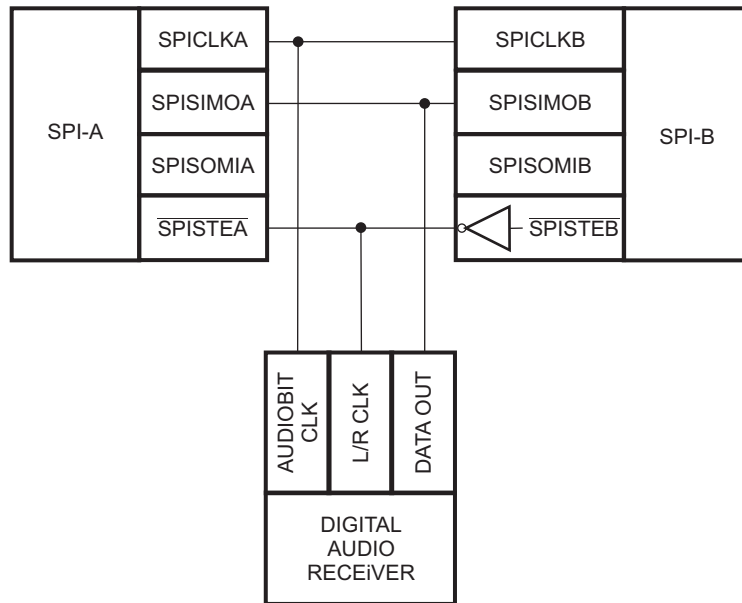 SPI-A
SPICLKA
SPISIMOA
SPISOMIA
SPISTEA
SPICLKB
SPISIMOB
SPISOMIB
SPISTEB
SPI-B
AUDIOBIT
CLK
L/R CLK
DATA OUT
DIGITAL
AUDIO
RECEiVER